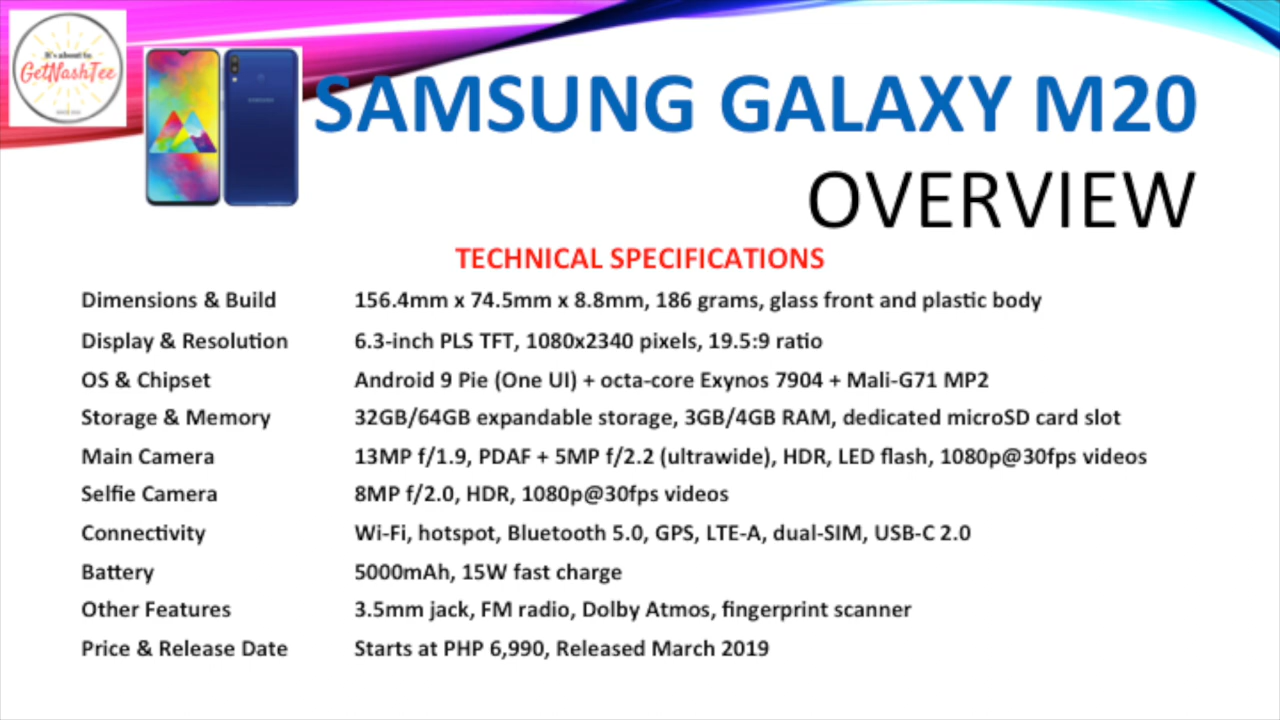 It's about to
GetNashTee
SAMSUNG
SAMSUNG GALAXY M20
OVERVIEW
TECHNICAL SPECIFICATIONS
Dimensions & Build 156.4mm x 74.5mm x 8.8mm, 186 grams, glass front and plastic body
Display & Resolution 6.3-inch PLS TFT, 1080x2340 pixels, 19.5:9 ratio
OS & Chipset Android 9 Pie (One UI) + octa-core Exynos 7904 + Mali-G71 MP2
Storage & Memory 32GB/64GB expandable storage, 3GB/4GB RAM, dedicated microSD card slot
Main Camera 13MP f/1.9, PDAF + 5MP f/2.2 (ultrawide), HDR, LED flash, 1080p@30fps videos
Selfie Camera 8MP f/2.0, HDR, 1080p@30fps videos
Connectivity Wi-Fi, hotspot, Bluetooth 5.0, GPS, LTE-A, dual-SIM, USB-C 2.0
Battery 5000mAh, 15W fast charge
Other Features 3.5mm jack, FM radio, Dolby Atmos, fingerprint scanner
Price & Release Date Starts at PHP 6,990, Released March 2019